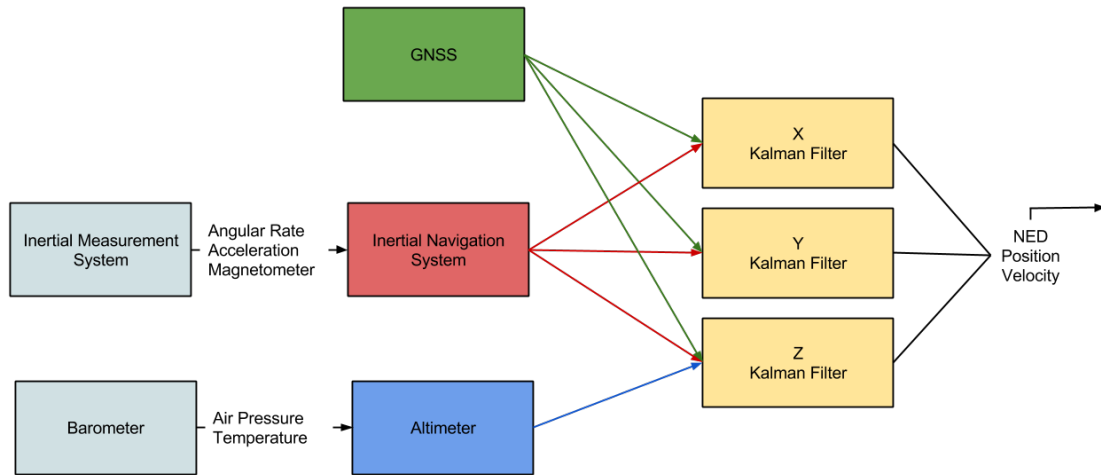 GNSS
X
Kalman Filter
Inertial Measurement
System
Angular Rate
Acceleration
Magnetometer
Inertial Navigation
System
Y
Kalman Filter
NED
Position
Velocity
Z
Kalman Filter
Barometer
Air Pressure
Temperature
Altimeter